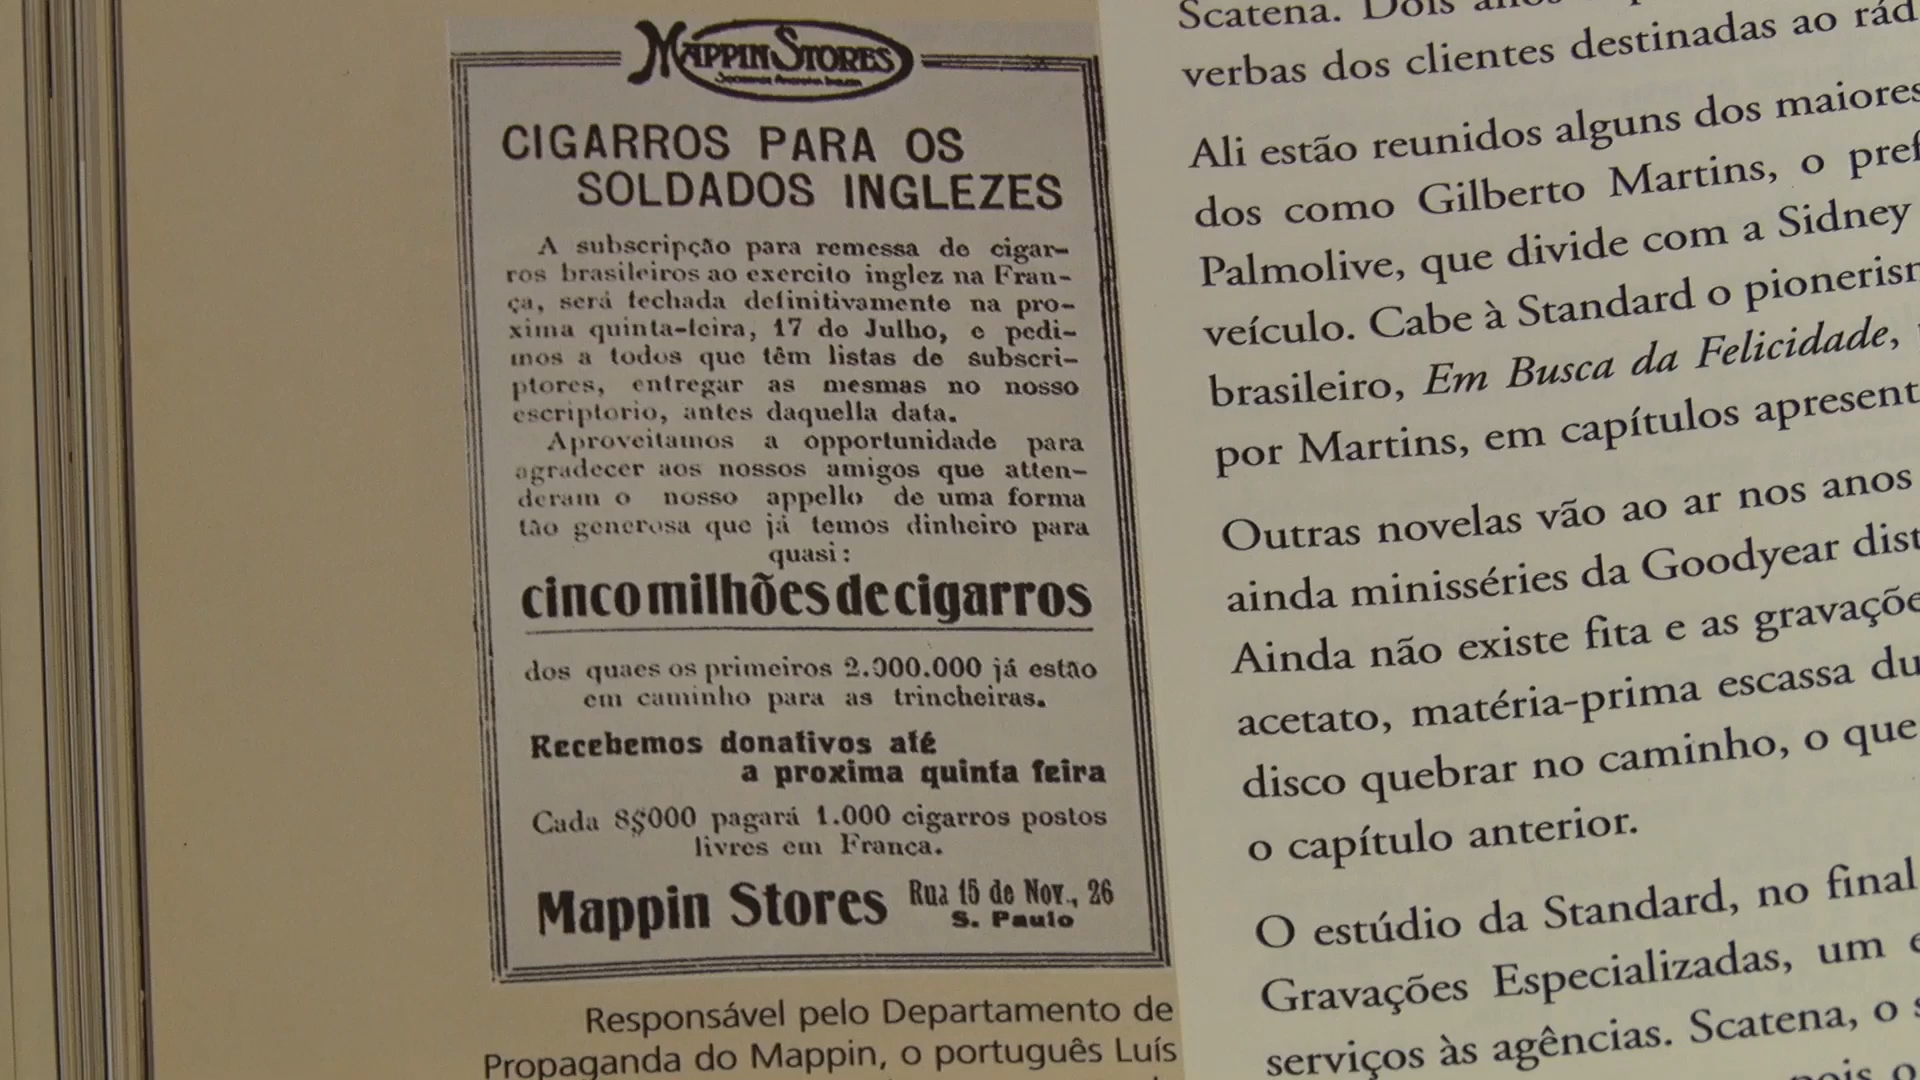 MAPPIN STORES
CIGARROS PARA OS
SOLDADOS INGLEZES
A subscripção para remessa de cigar-
ros brasileiros ao exercito inglez na Fran-
ça, será fechada definitivamente na pro-
xima quinta-feira, 17 de Julho, e pedi-
mos a todos que têm listas de subscri-
ptores, entregar as mesmas no nosso
escriptorio, antes daquella data.
Aproveitamos a opportunidade para
agradecer aos nossos amigos que atten-
deram o nosso appello de uma forma
tão generosa que já temos dinheiro para
quasi:
cinco milhões de cigarros
dos quaes os primeiros 2.000.000 já estão
em caminho para as trincheiras.
Recebemos donativos até
a proxima quinta feira
Cada 8$000 pagará 1.000 cigarros postos
livres em França.
Mappin Stores Rua 15 de Nov., 26
S. Paulo
Responsável pelo Departamento de
Propaganda do Mappin, o português Luís
Scatena. Dois
verbas dos clientes destinadas ao rád
Ali estão reunidos alguns dos maiores
dos como Gilberto Martins, o pref
Palmolive, que divide com a Sidney
veículo. Cabe à Standard o pionerism
brasileiro, Em Busca da Felicidade,
por Martins, em capítulos apresent
Outras novelas vão ao ar nos anos
ainda minisséries da Goodyear dist
Ainda não existe fita e as gravaçõe
acetato, matéria-prima escassa du
disco quebrar no caminho, o que
o capítulo anterior.
O estúdio da Standard, no final
Gravações Especializadas, um
serviços às agências. Scatena, o s